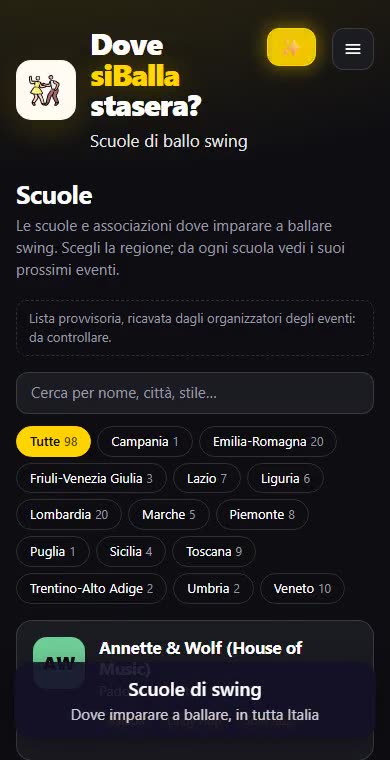 Dove
siBalla
stasera?
Scuole di ballo swing
Scuole
Le scuole e associazioni dove imparare a ballare
swing. Scegli la regione; da ogni scuola vedi i suoi
prossimi eventi.
Lista provvisoria, ricavata dagli organizzatori degli eventi:
da controllare.
Cerca per nome, città, stile...
Tutte 98
Campania 1
Emilia-Romagna 20
Friuli-Venezia Giulia 3
Lazio 7
Liguria 6
Lombardia 20
Marche 5
Piemonte 8
Puglia 1
Sicilia 4
Toscana 9
Trentino-Alto Adige 2
Umbria 2
Veneto 10
AW
Annette & Wolf (House of
Music)
Scuole di swing
Dove imparare a ballare, in tutta Italia